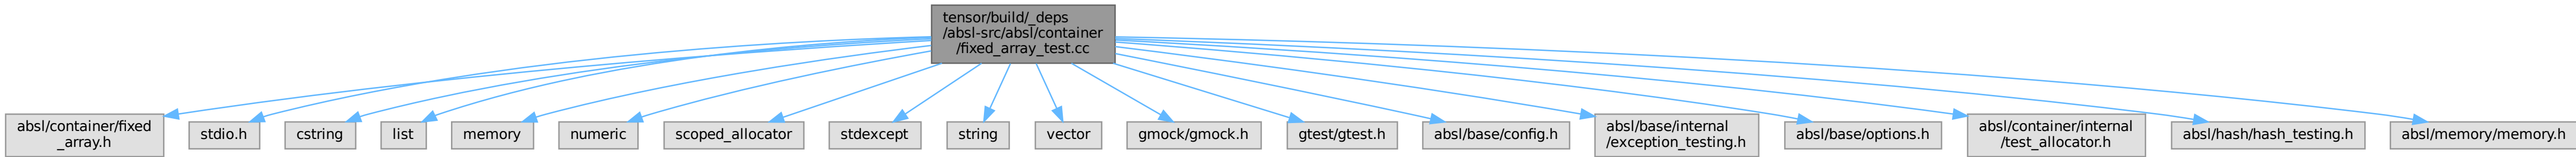 tensor/build/_deps
/absl-src/absl/container
/fixed_array_test.cc
absl/container/fixed
_array.h
stdio.h
cstring
list
memory
numeric
scoped_allocator
stdexcept
string
vector
gmock/gmock.h
gtest/gtest.h
absl/base/config.h
absl/base/internal
/exception_testing.h
absl/base/options.h
absl/container/internal
/test_allocator.h
absl/hash/hash_testing.h
absl/memory/memory.h